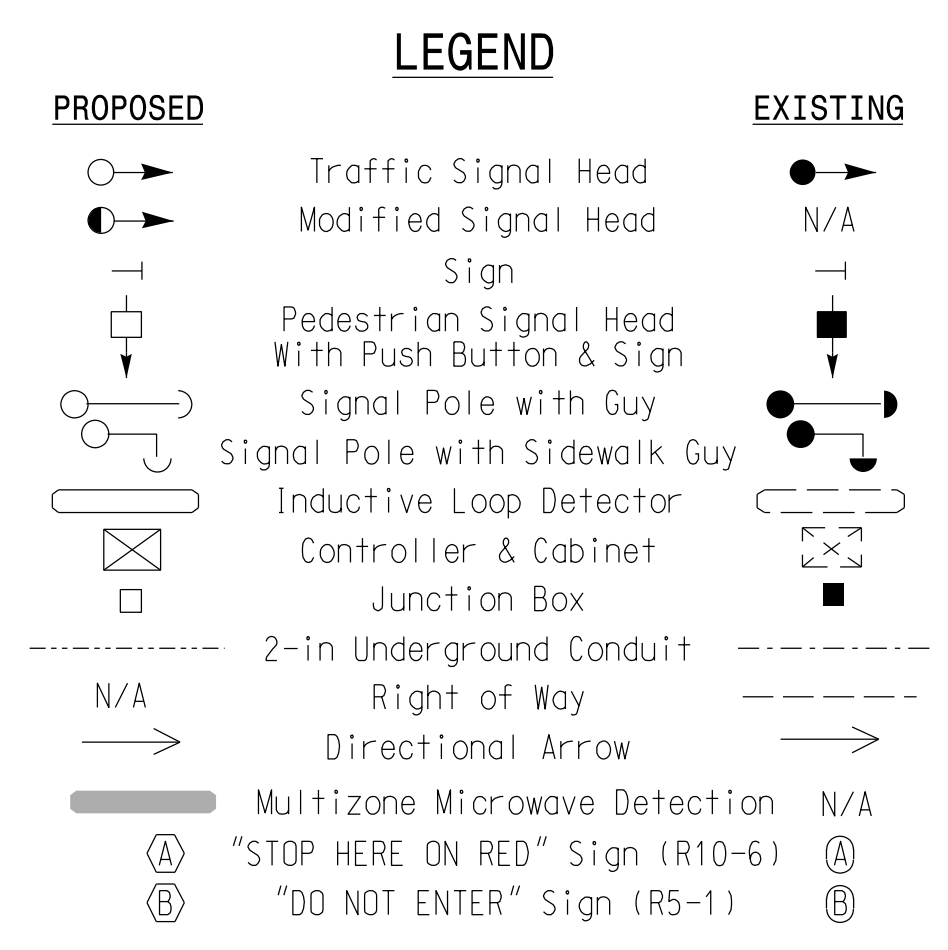 LEGEND
PROPOSED EXISTING
Traffic Signal Head
Modified Signal Head N/A
Sign
Pedestrian Signal Head
With Push Button & Sign
Signal Pole with Guy
Signal Pole with Sidewalk Guy
Inductive Loop Detector
Controller & Cabinet
Junction Box
2-in Underground Conduit
N/A Right of Way
Directional Arrow
Multizone Microwave Detection N/A
A "STOP HERE ON RED" Sign (R10-6) A
B "DO NOT ENTER" Sign (R5-1) B